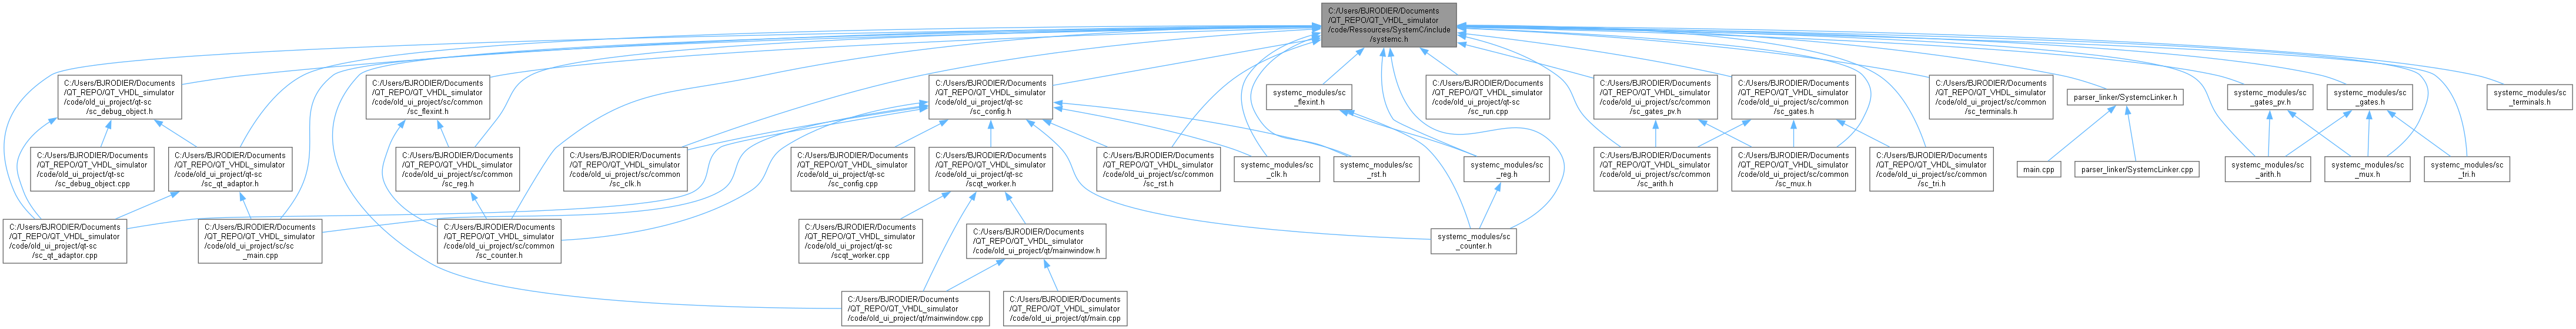 C:/Users/BJRODIER/Documents
/QT_REPO/QT_VHDL_simulator
/code/Ressources/SystemC/include
/systemc.h
C:/Users/BJRODIER/Documents
/QT_REPO/QT_VHDL_simulator
/code/old_ui_project/qt-sc
/sc_debug_object.h
C:/Users/BJRODIER/Documents
/QT_REPO/QT_VHDL_simulator
/code/old_ui_project/sc/common
/sc_flexint.h
C:/Users/BJRODIER/Documents
/QT_REPO/QT_VHDL_simulator
/code/old_ui_project/qt-sc
/sc_config.h
systemc_modules/sc
_flexint.h
C:/Users/BJRODIER/Documents
/QT_REPO/QT_VHDL_simulator
/code/old_ui_project/qt-sc
/sc_run.cpp
C:/Users/BJRODIER/Documents
/QT_REPO/QT_VHDL_simulator
/code/old_ui_project/sc/common
/sc_gates_pv.h
C:/Users/BJRODIER/Documents
/QT_REPO/QT_VHDL_simulator
/code/old_ui_project/sc/common
/sc_gates.h
C:/Users/BJRODIER/Documents
/QT_REPO/QT_VHDL_simulator
/code/old_ui_project/sc/common
/sc_terminals.h
parser_linker/SystemcLinker.h
systemc_modules/sc
_gates_pv.h
systemc_modules/sc
_gates.h
systemc_modules/sc
_terminals.h
C:/Users/BJRODIER/Documents
/QT_REPO/QT_VHDL_simulator
/code/old_ui_project/qt-sc
/sc_debug_object.cpp
C:/Users/BJRODIER/Documents
/QT_REPO/QT_VHDL_simulator
/code/old_ui_project/qt-sc
/sc_qt_adaptor.h
C:/Users/BJRODIER/Documents
/QT_REPO/QT_VHDL_simulator
/code/old_ui_project/sc/common
/sc_reg.h
C:/Users/BJRODIER/Documents
/QT_REPO/QT_VHDL_simulator
/code/old_ui_project/sc/common
/sc_clk.h
C:/Users/BJRODIER/Documents
/QT_REPO/QT_VHDL_simulator
/code/old_ui_project/qt-sc
/sc_config.cpp
C:/Users/BJRODIER/Documents
/QT_REPO/QT_VHDL_simulator
/code/old_ui_project/qt-sc
/scqt_worker.h
C:/Users/BJRODIER/Documents
/QT_REPO/QT_VHDL_simulator
/code/old_ui_project/sc/common
/sc_rst.h
systemc_modules/sc
_clk.h
systemc_modules/sc
_rst.h
systemc_modules/sc
_reg.h
C:/Users/BJRODIER/Documents
/QT_REPO/QT_VHDL_simulator
/code/old_ui_project/sc/common
/sc_arith.h
C:/Users/BJRODIER/Documents
/QT_REPO/QT_VHDL_simulator
/code/old_ui_project/sc/common
/sc_mux.h
C:/Users/BJRODIER/Documents
/QT_REPO/QT_VHDL_simulator
/code/old_ui_project/sc/common
/sc_tri.h
main.cpp
parser_linker/SystemcLinker.cpp
systemc_modules/sc
_arith.h
systemc_modules/sc
_mux.h
systemc_modules/sc
_tri.h
C:/Users/BJRODIER/Documents
/QT_REPO/QT_VHDL_simulator
/code/old_ui_project/qt-sc
/sc_qt_adaptor.cpp
C:/Users/BJRODIER/Documents
/QT_REPO/QT_VHDL_simulator
/code/old_ui_project/sc/sc
_main.cpp
C:/Users/BJRODIER/Documents
/QT_REPO/QT_VHDL_simulator
/code/old_ui_project/sc/common
/sc_counter.h
C:/Users/BJRODIER/Documents
/QT_REPO/QT_VHDL_simulator
/code/old_ui_project/qt-sc
/scqt_worker.cpp
C:/Users/BJRODIER/Documents
/QT_REPO/QT_VHDL_simulator
/code/old_ui_project/qt/mainwindow.h
systemc_modules/sc
_counter.h
C:/Users/BJRODIER/Documents
/QT_REPO/QT_VHDL_simulator
/code/old_ui_project/qt/mainwindow.cpp
C:/Users/BJRODIER/Documents
/QT_REPO/QT_VHDL_simulator
/code/old_ui_project/qt/main.cpp